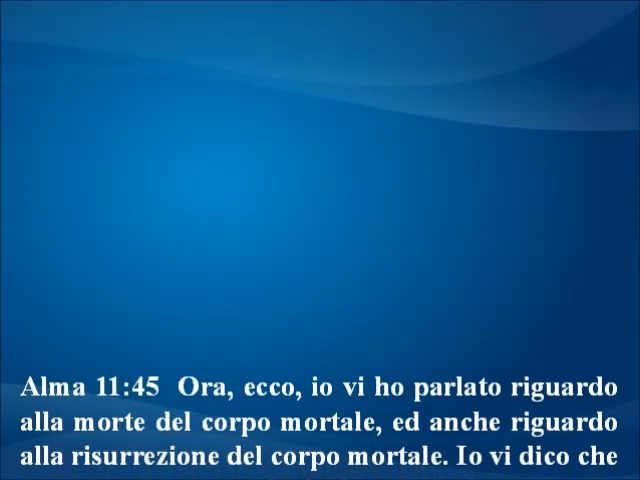 Alma 11:45  Ora, ecco, io vi ho parlato riguardo
alla morte del corpo mortale, ed anche riguardo
alla risurrezione del corpo mortale. Io vi dico che